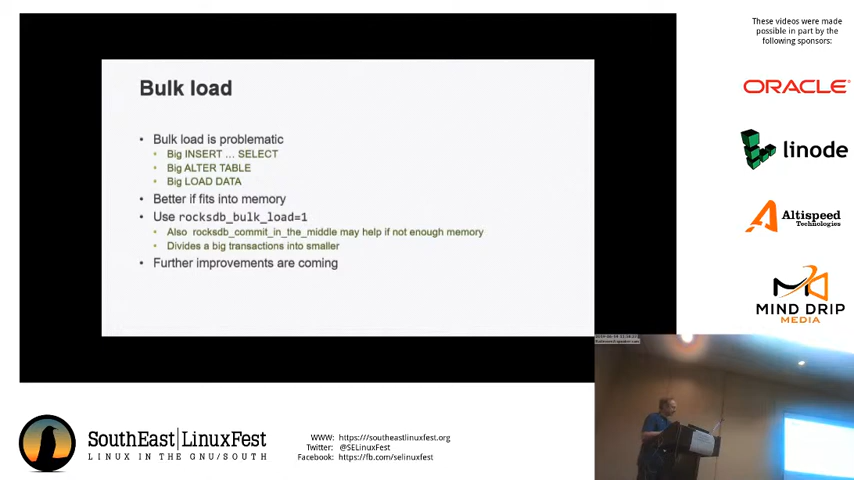 These videos were made
possible in part by the
following sponsors:
Bulk load
• Bulk load is problematic
• Big INSERT … SELECT
• Big ALTER TABLE
• Big LOAD DATA
• Better if fits into memory
• Use rocksdb_bulk_load=1
• Also rocksdb_commit_in_the_middle may help if not enough memory
• Divides a big transactions into smaller
• Further improvements are coming
ORACLE
linode
Altispeed
Technologies
MIND DRIP
MEDIA
SouthEast LinuxFest
LINUX IN THE GNU/SOUTH
WWW: https://southeastlinuxfest.org
Twitter: @SELinuxFest
Facebook: https://fb.com/selinuxfest